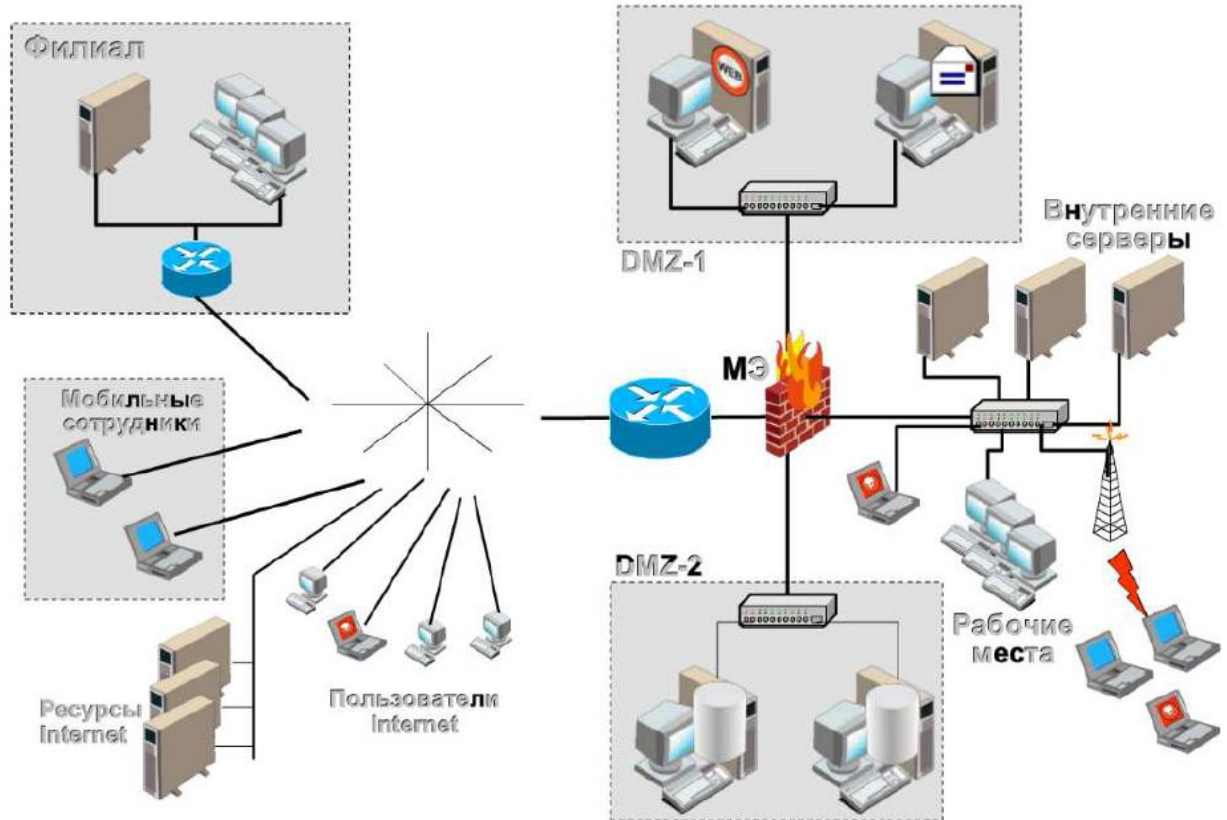 Филиал
WEB
DMZ-1
Внутренние
серверы
МЭ
Мобильные
сотрудники
DMZ-2
Рабочие
места
Пользователи
Internet
Ресурсы
Internet